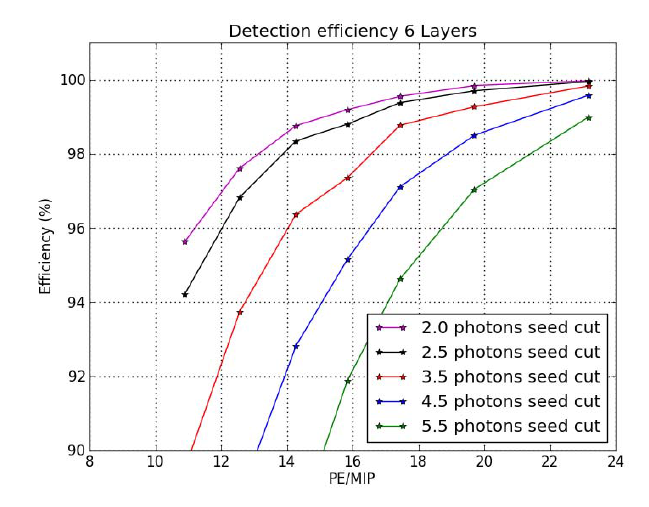 Detection efficiency 6 Layers
Efficiency (%)
100
98
96
94
92
90
2.0 photons seed cut
2.5 photons seed cut
3.5 photons seed cut
4.5 photons seed cut
5.5 photons seed cut
8 10 12 14 16 18 20 22 24
PE/MIP